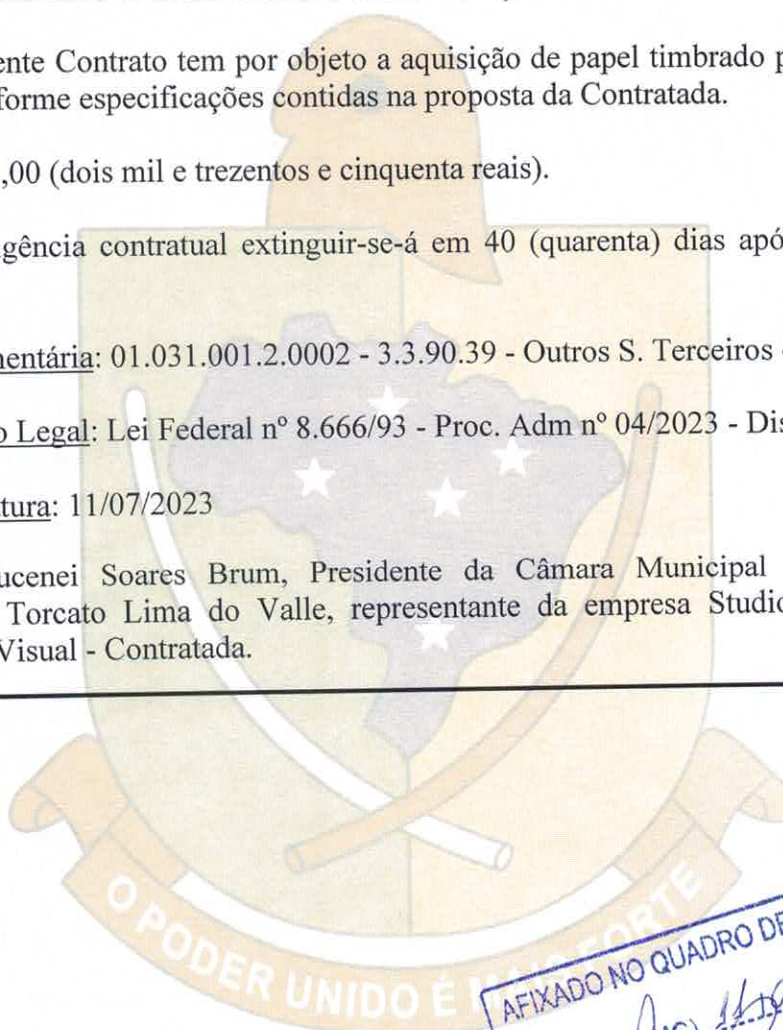 ente Contrato tem por objeto a aquisição de papel timbrado p
forme especificações contidas na proposta da Contratada.
,00 (dois mil e trezentos e cinquenta reais).
gência contratual extinguir-se-á em 40 (quarenta) dias apó
nentária: 01.031.001.2.0002 - 3.3.90.39 - Outros S. Terceiros -
o Legal: Lei Federal nº 8.666/93 - Proc. Adm nº 04/2023 - Dis
tura: 11/07/2023
ucenei Soares Brum, Presidente da Câmara Municipal
Torcato Lima do Valle, representante da empresa Studio
Visual - Contratada.
O PODER UNIDO É MAIS FORTE
AFIXADO NO QUADRO DE